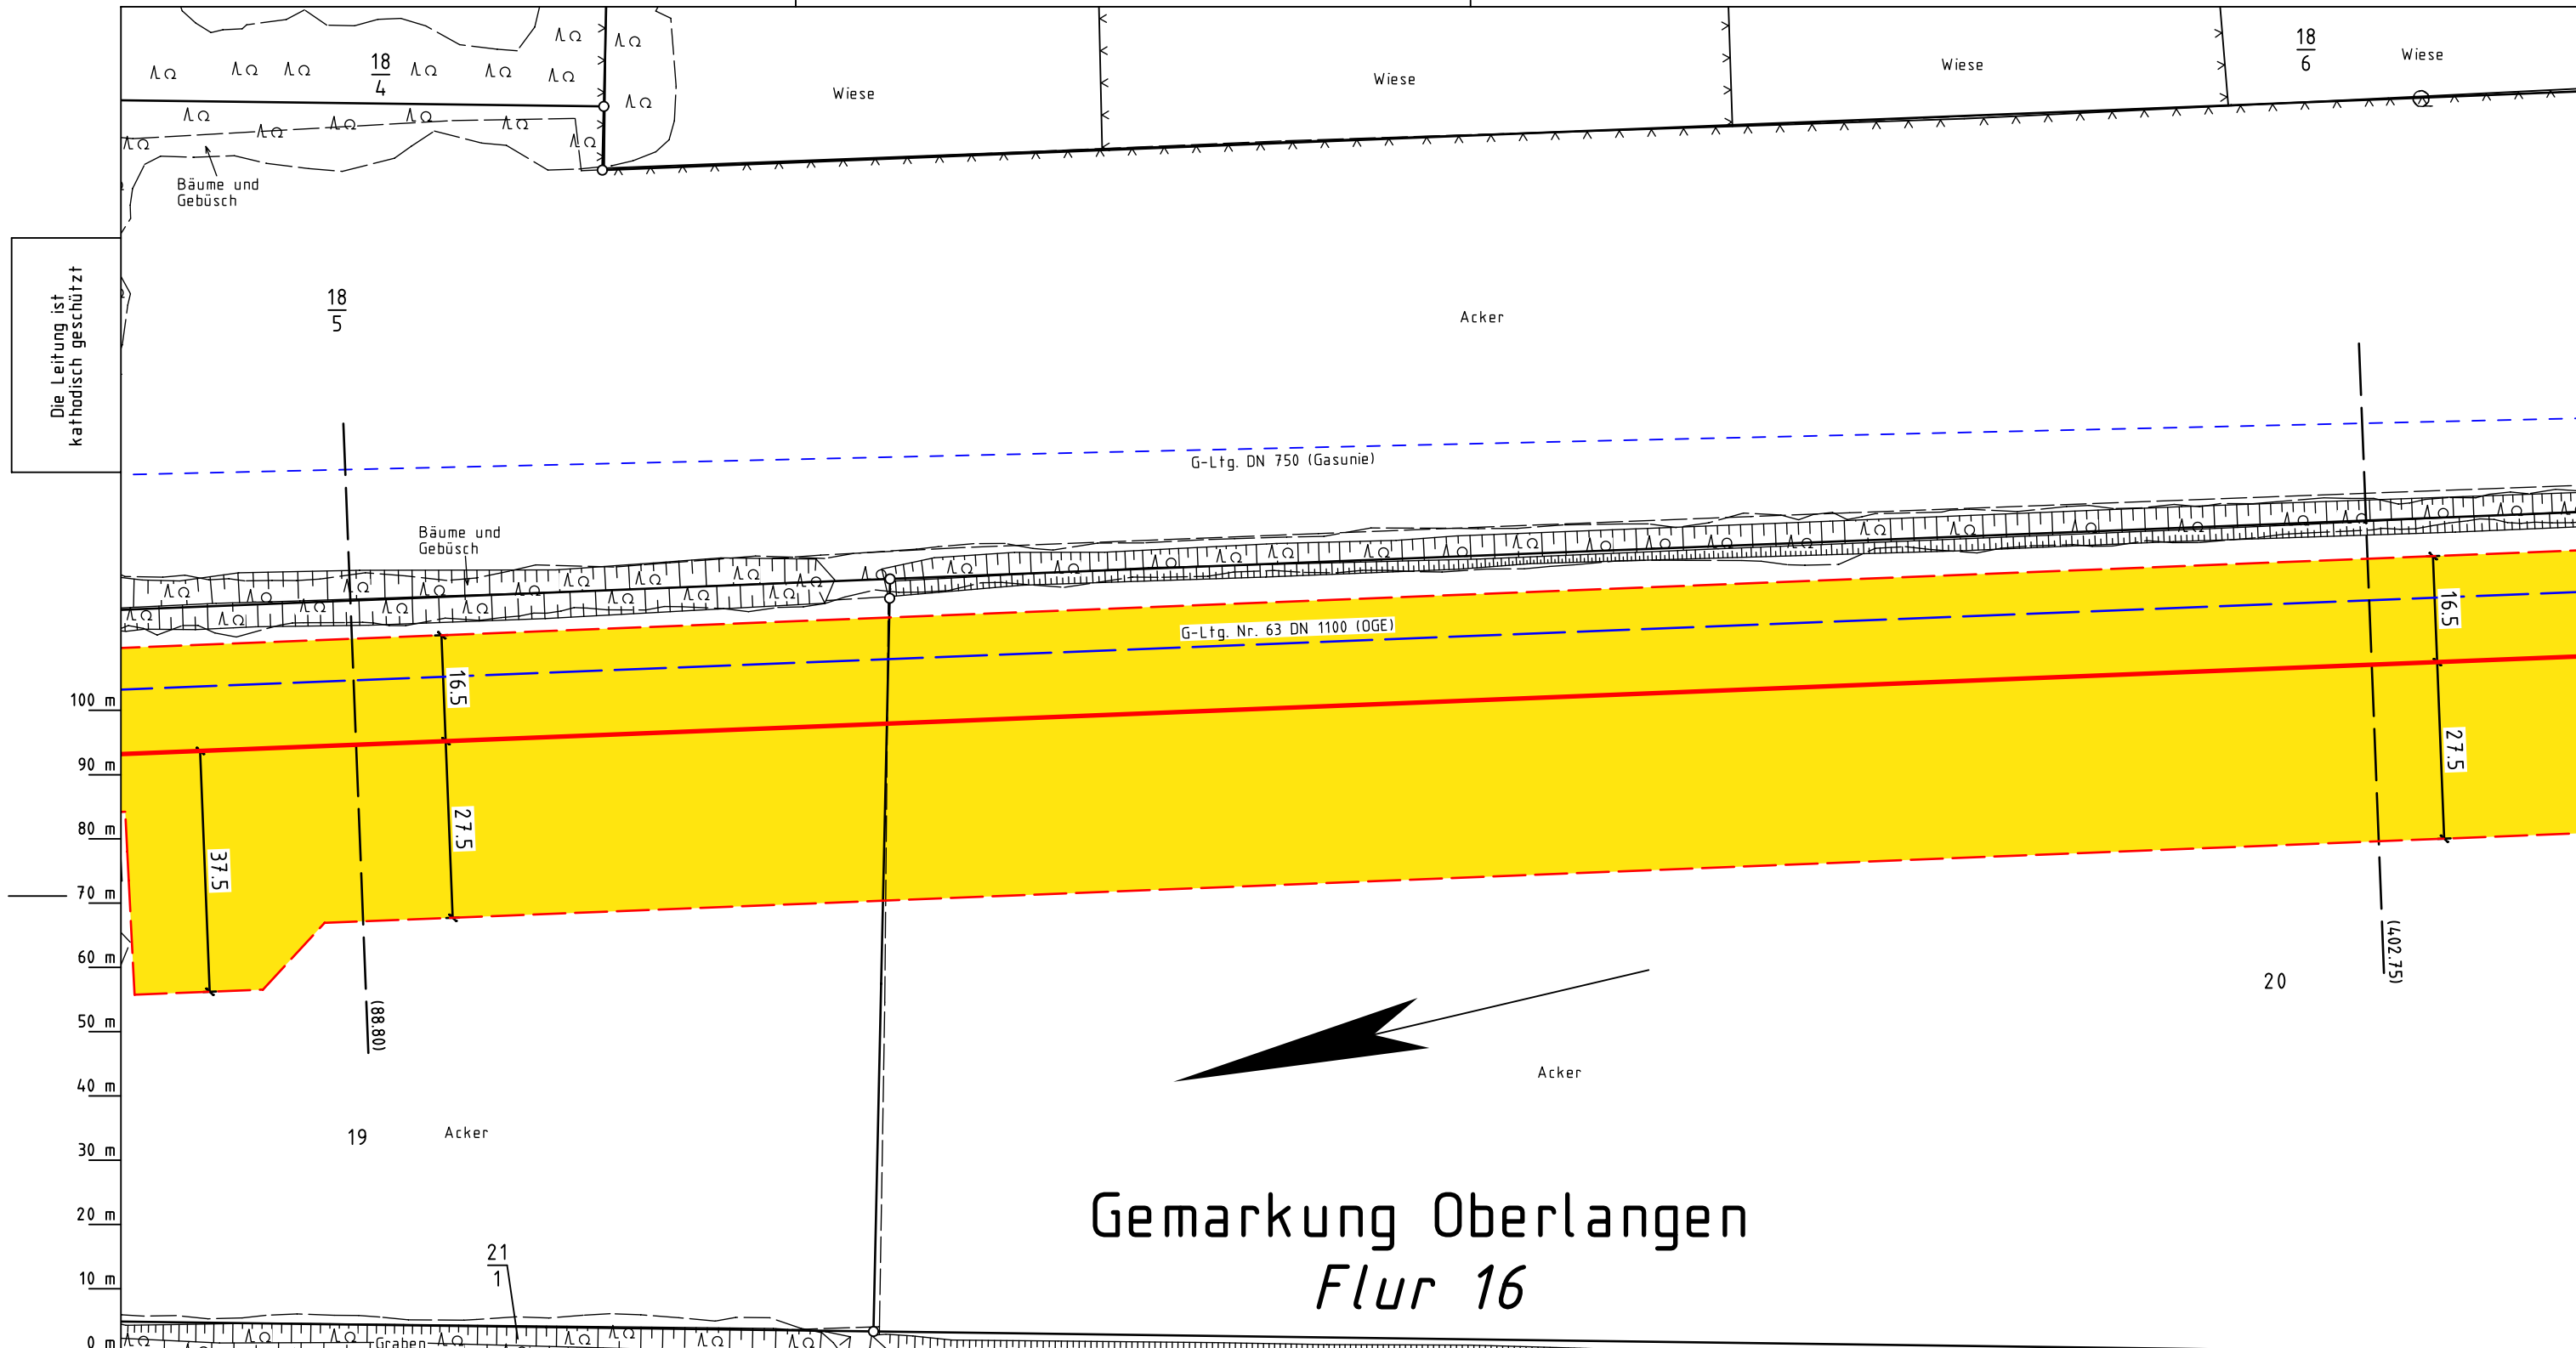 18
4
Wiese
Wiese
Wiese
18
6
Wiese
Bäume und
Gebüsch
Die Leitung ist
kathodisch geschützt
18
5
Acker
G-Ltg. DN 750 (Gasunie)
Bäume und
Gebüsch
G-Ltg. Nr. 63 DN 1100 (OGE)
16.5
16.5
27.5
27.5
37.5
100 m
90 m
80 m
70 m
60 m
50 m
40 m
30 m
20 m
10 m
0 m
(88.80)
(402.75)
20
Acker
19
Acker
21
1
Gemarkung Oberlangen
Flur 16
Graben